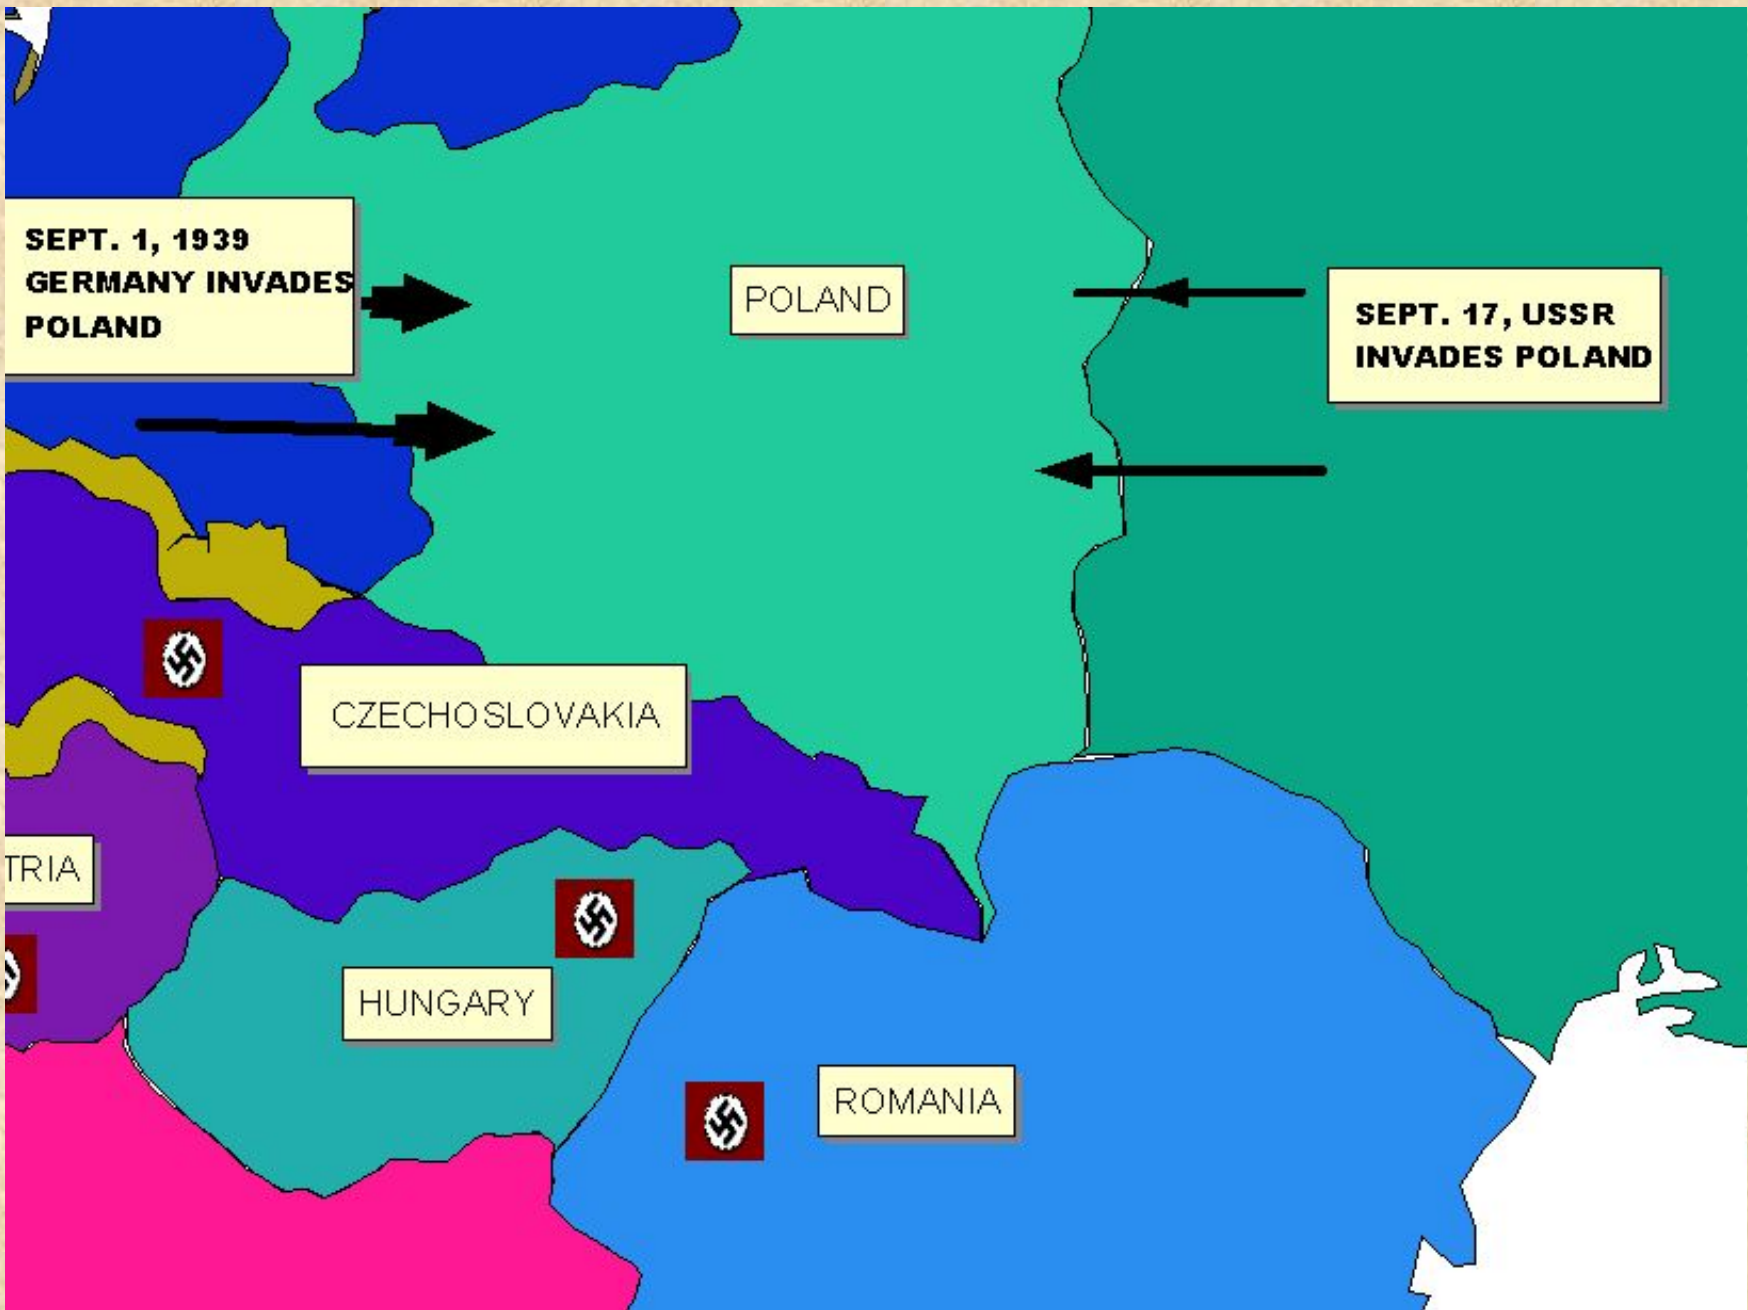 SEPT. 1, 1939
GERMANY INVADES
POLAND
POLAND
SEPT. 17, USSR
INVADES POLAND
CZECHOSLOVAKIA
TRIA
HUNGARY
ROMANIA